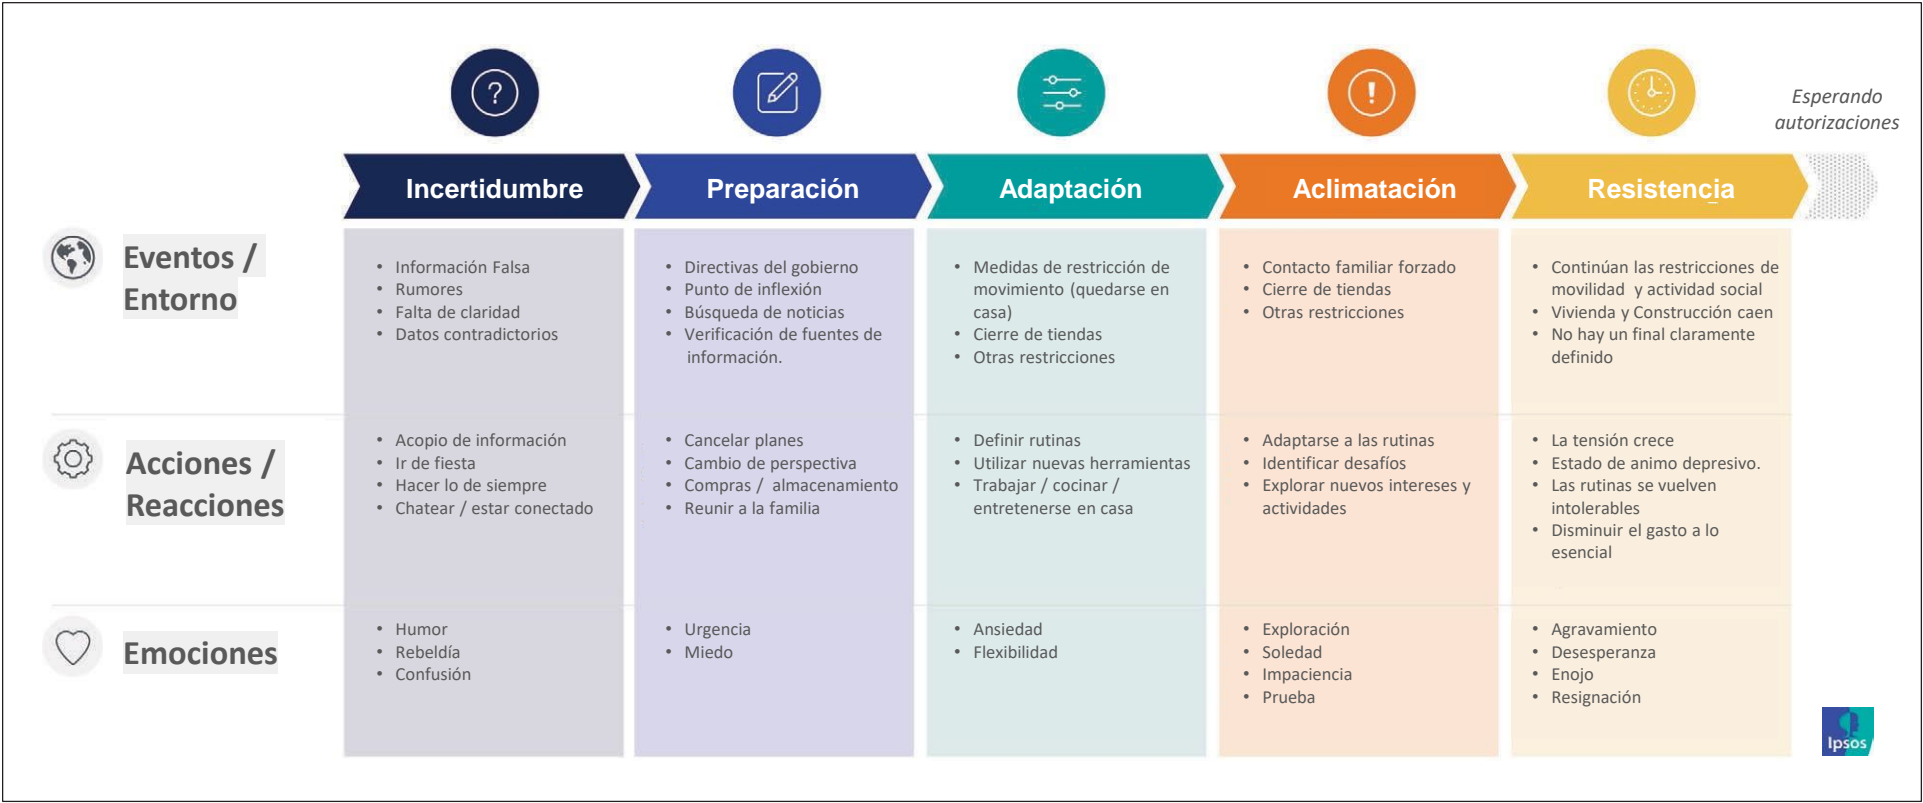 Esperando
autorizaciones
Incertidumbre
Preparación
Adaptación
Aclimatación
Resistencia
Eventos /
Entorno
• Información Falsa
• Rumores
• Falta de claridad
• Datos contradictorios
• Directivas del gobierno
• Punto de inflexión
• Búsqueda de noticias
• Verificación de fuentes de
información.
• Medidas de restricción de
movimiento (quedarse en
casa)
• Cierre de tiendas
• Otras restricciones
• Contacto familiar forzado
• Cierre de tiendas
• Otras restricciones
• Continúan las restricciones de
movilidad y actividad social
• Vivienda y Construcción caen
• No hay un final claramente
definido
Acciones /
Reacciones
• Acopio de información
• Ir de fiesta
• Hacer lo de siempre
• Chatear / estar conectado
• Cancelar planes
• Cambio de perspectiva
• Compras / almacenamiento
• Reunir a la familia
• Definir rutinas
• Utilizar nuevas herramientas
• Trabajar / cocinar /
entretenerse en casa
• Adaptarse a las rutinas
• Identificar desafíos
• Explorar nuevos intereses y
actividades
• La tensión crece
• Estado de animo depresivo.
• Las rutinas se vuelven
intolerables
• Disminuir el gasto a lo
esencial
Emociones
• Humor
• Rebeldía
• Confusión
• Urgencia
• Miedo
• Ansiedad
• Flexibilidad
• Exploración
• Soledad
• Impaciencia
• Prueba
• Agravamiento
• Desesperanza
• Enojo
• Resignación
Ipsos